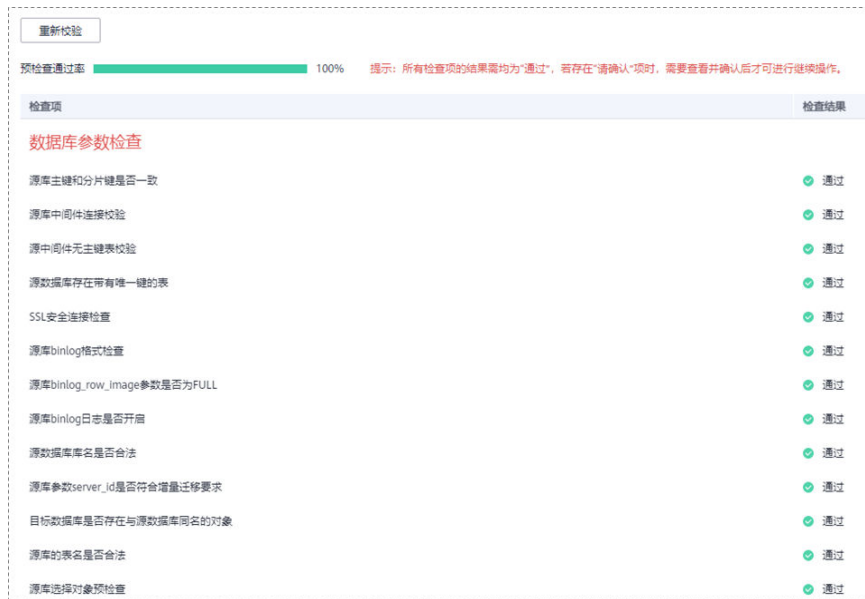 重新校验
预检查通过率 100% 提示：所有检查项的结果需均为“通过”，若存在“请确认”项时，需要查看并确认后才可进行继续操作。
检查项 检查结果
数据库参数检查
源库主键和分片键是否一致 通过
源库中间件连接校验 通过
源中间件无主键表校验 通过
源数据库存在带有唯一键的表 通过
SSL安全连接检查 通过
源库binlog格式检查 通过
源库binlog_row_image参数是否为FULL 通过
源库binlog日志是否开启 通过
源数据库库名是否合法 通过
源库参数server_id是否符合增量迁移要求 通过
目标数据库是否存在与源数据库同名的对象 通过
源库的表名是否合法 通过
源库选择对象预检查 通过